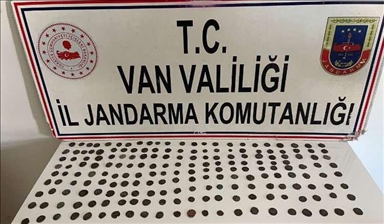 T.C.
VAN VALİLİĞİ
İL JANDARMA KOMUTANLIĞI